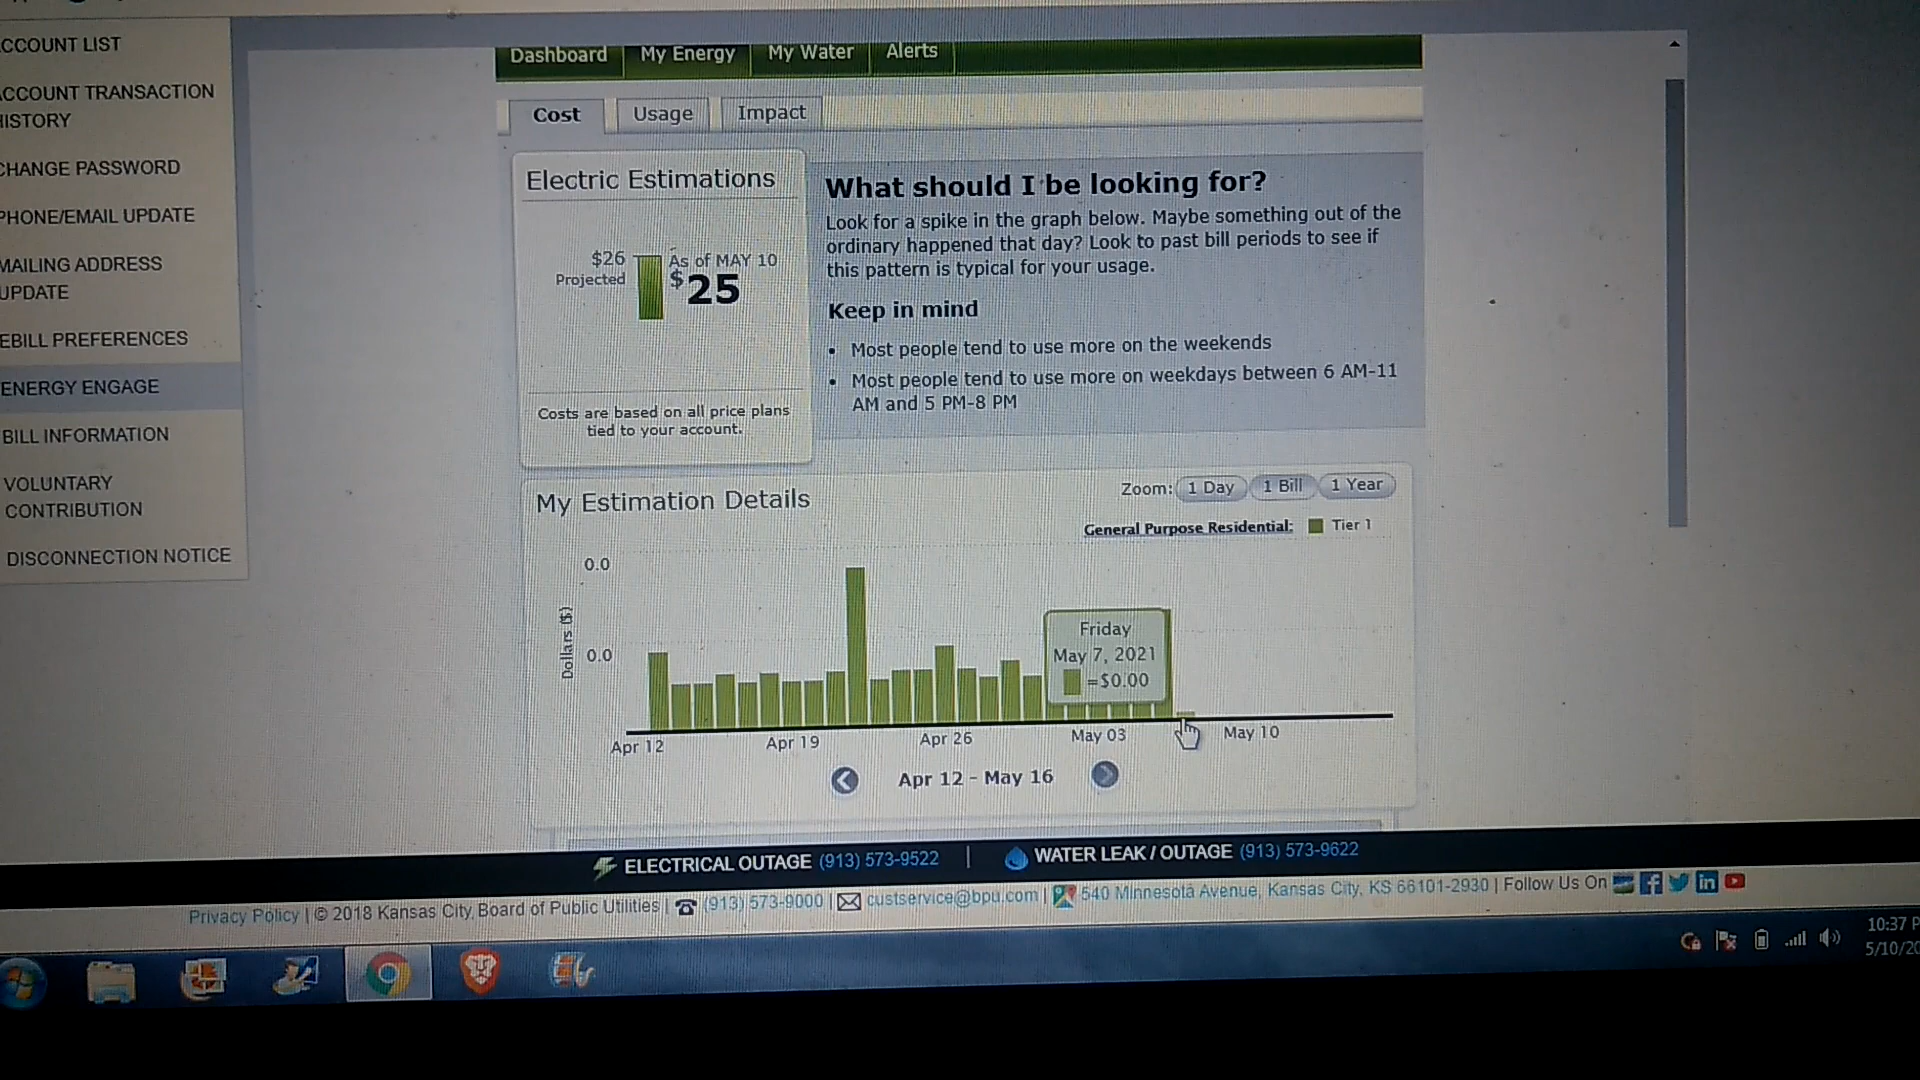 CCOUNT LIST
CCOUNT TRANSACTION
HISTORY
CHANGE PASSWORD
PHONE/EMAIL UPDATE
MAILING ADDRESS
UPDATE
EBILL PREFERENCES
ENERGY ENGAGE
BILL INFORMATION
VOLUNTARY
CONTRIBUTION
DISCONNECTION NOTICE
Dashboard My Energy My Water Alerts
Cost Usage Impact
Electric Estimations
$26
Projected
As of MAY 10
$25
Costs are based on all price plans
tied to your account.
What should I be looking for?
Look for a spike in the graph below. Maybe something out of the
ordinary happened that day? Look to past bill periods to see if
this pattern is typical for your usage.
Keep in mind
• Most people tend to use more on the weekends
• Most people tend to use more on weekdays between 6 AM-11
AM and 5 PM-8 PM
My Estimation Details
Zoom: 1 Day 1 Bill 1 Year
General Purpose Residential: Tier 1
Dollars ($)
0.0
0.0
Friday
May 7, 2021
=$0.00
Apr 12 Apr 19 Apr 26 May 03 May 10
Apr 12 - May 16
ELECTRICAL OUTAGE (913) 573-9522 | WATER LEAK / OUTAGE (913) 573-9622
Privacy Policy | © 2018 Kansas City, Board of Public Utilities | (913) 573-9000 | custservice@bpu.com | 540 Minnesota Avenue, Kansas City, KS 66101-2930 | Follow Us On
10:37 P
5/10/20